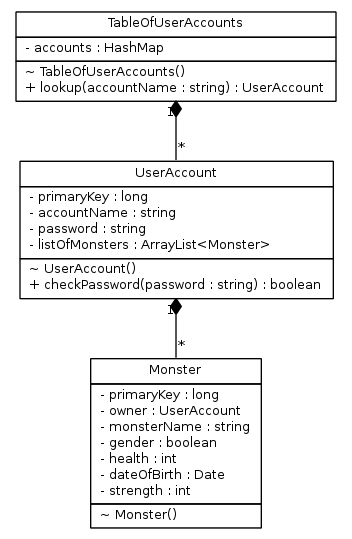 TableOfUserAccounts
- accounts : HashMap
~ TableOfUserAccounts()
+ lookup(accountName : string) : UserAccount
1
*
UserAccount
- primaryKey : long
- accountName : string
- password : string
- listOfMonsters : ArrayList<Monster>
~ UserAccount()
+ checkPassword(password : string) : boolean
1
*
Monster
- primaryKey : long
- owner : UserAccount
- monsterName : string
- gender : boolean
- health : int
- dateOfBirth : Date
- strength : int
~ Monster()